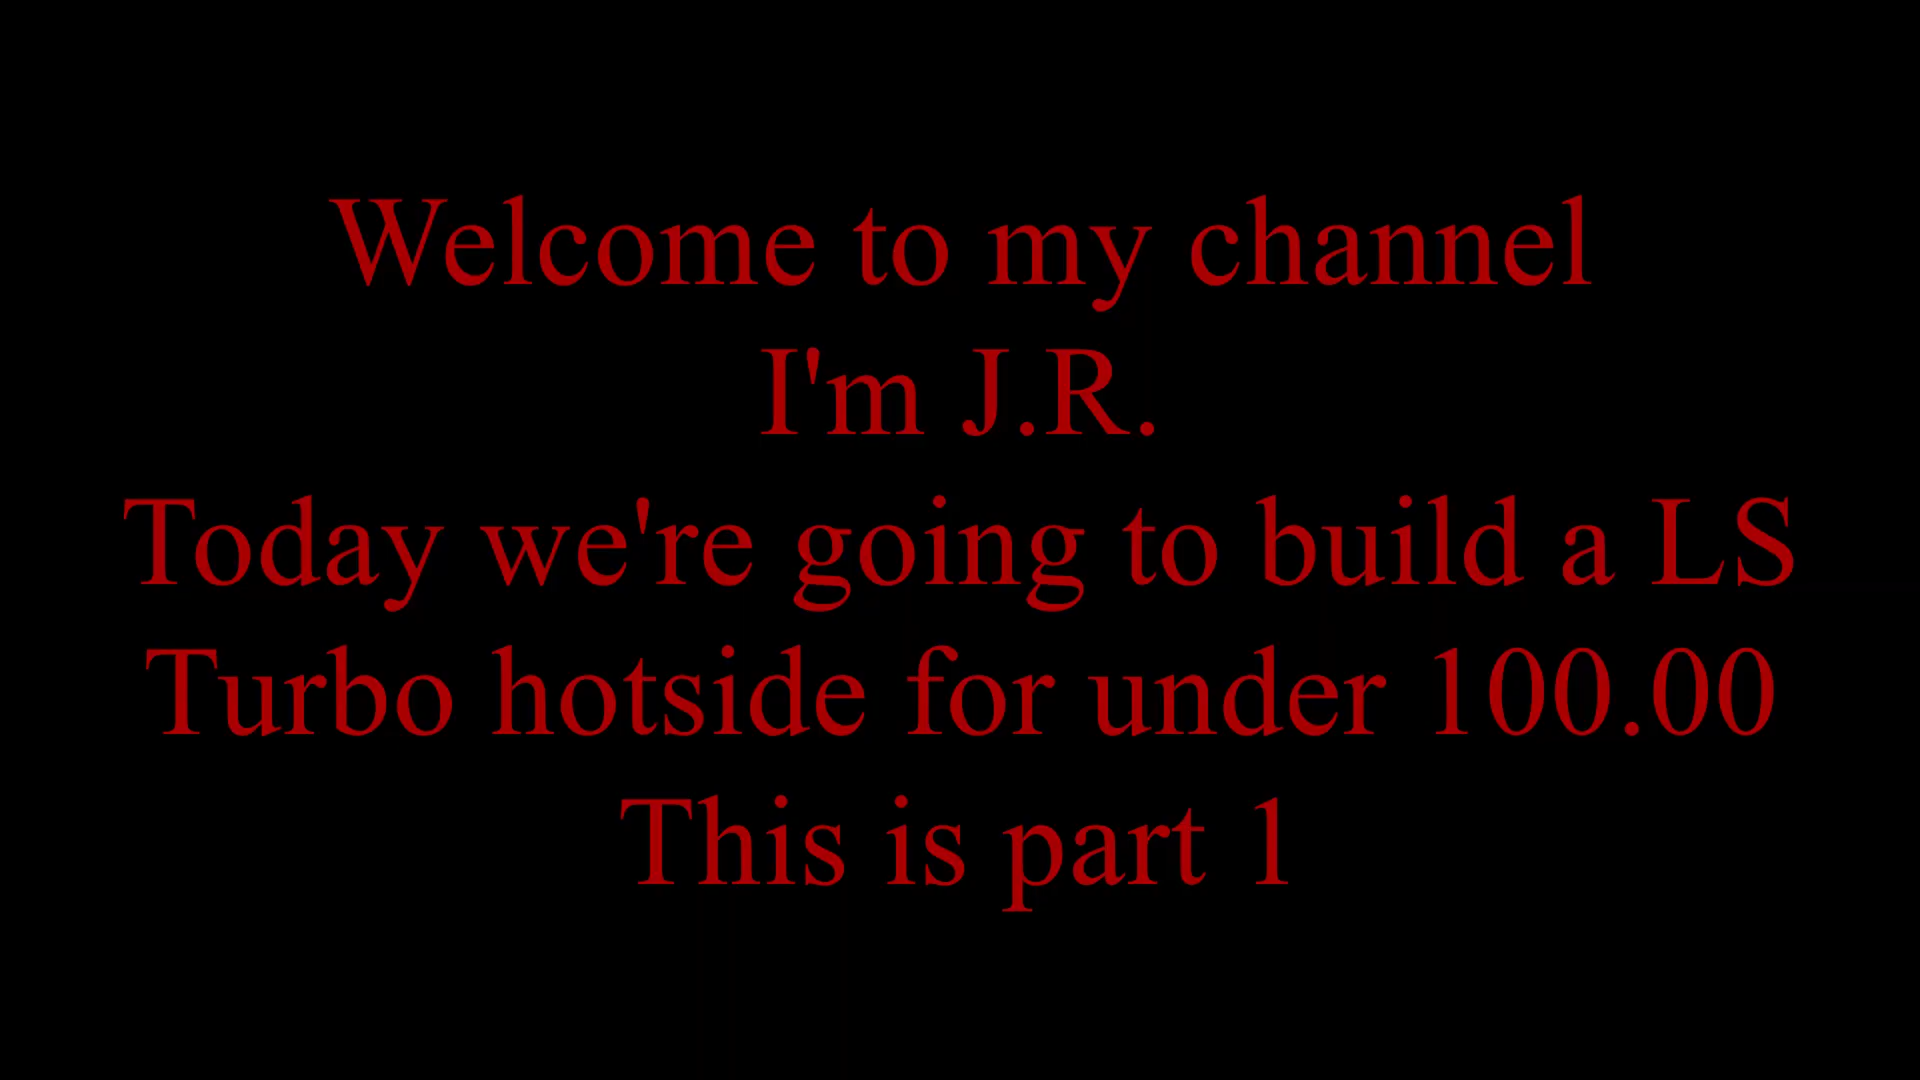 Welcome to my channel
I'm J.R.
Today we're going to build a LS
Turbo hotside for under 100.00
This is part 1